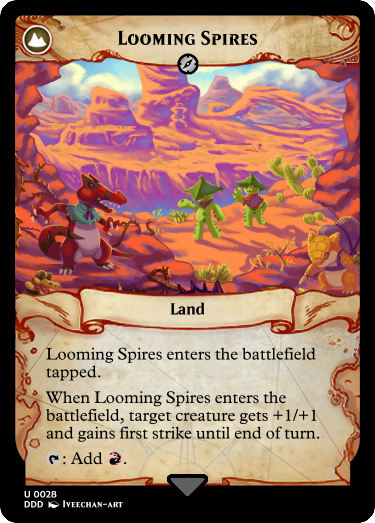 Looming Spires
Land
Looming Spires enters the battlefield
tapped.
When Looming Spires enters the
battlefield, target creature gets +1/+1
and gains first strike until end of turn.
: Add .
U 0028
DDD Iveechan-art